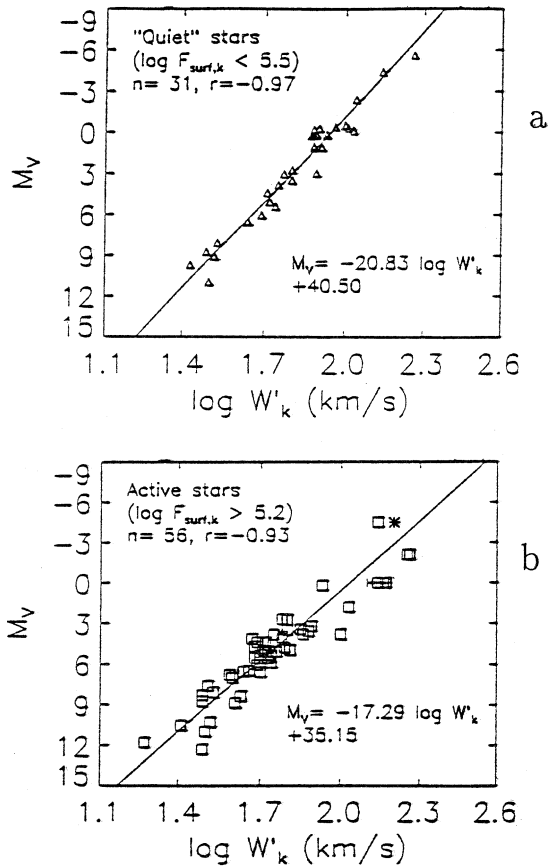 -9
-6
-3
0
3
6
9
12
15
M_V
"Quiet" stars
(log F_surf,k < 5.5)
n= 31, r=-0.97
M_V= -20.83 log W'_k
+40.50
a
1.1 1.4 1.7 2.0 2.3 2.6
log W'_k (km/s)
-9
-6
-3
0
3
6
9
12
15
M_V
Active stars
(log F_surf,k > 5.2)
n= 56, r=-0.93
M_V= -17.29 log W'_k
+35.15
b
1.1 1.4 1.7 2.0 2.3 2.6
log W'_k (km/s)